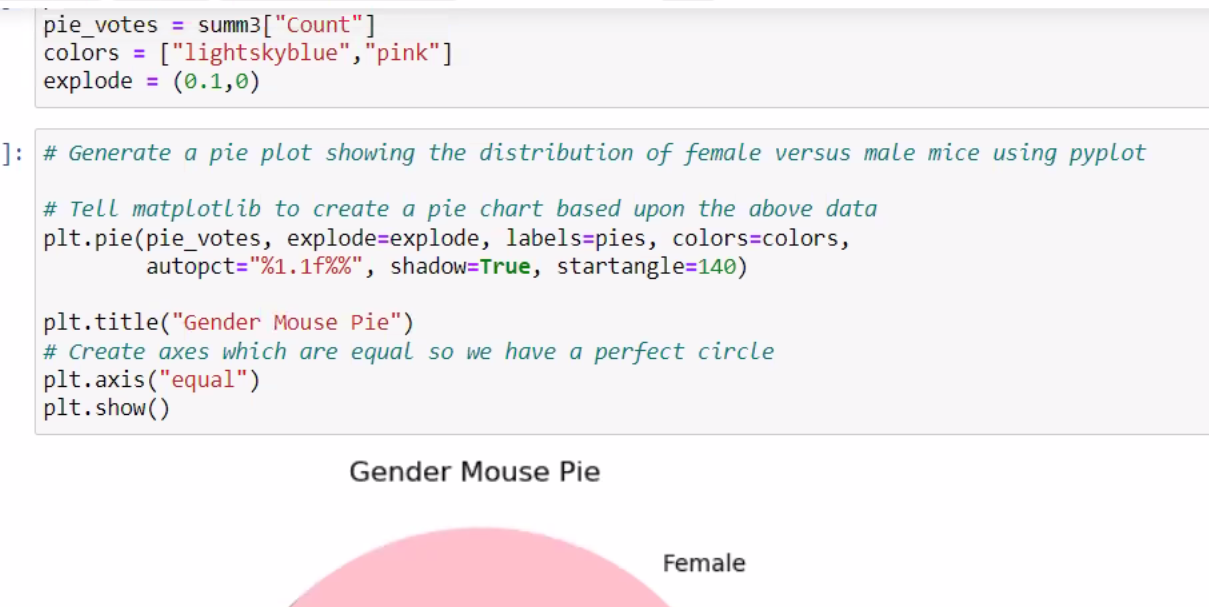 pie_votes = summ3["Count"]
colors = ["lightskyblue","pink"]
explode = (0.1,0)
]:
# Generate a pie plot showing the distribution of female versus male mice using pyplot
# Tell matplotlib to create a pie chart based upon the above data
plt.pie(pie_votes, explode=explode, labels=pies, colors=colors,
autopct="%1.1f%%", shadow=True, startangle=140)
plt.title("Gender Mouse Pie")
# Create axes which are equal so we have a perfect circle
plt.axis("equal")
plt.show()
Gender Mouse Pie
Female